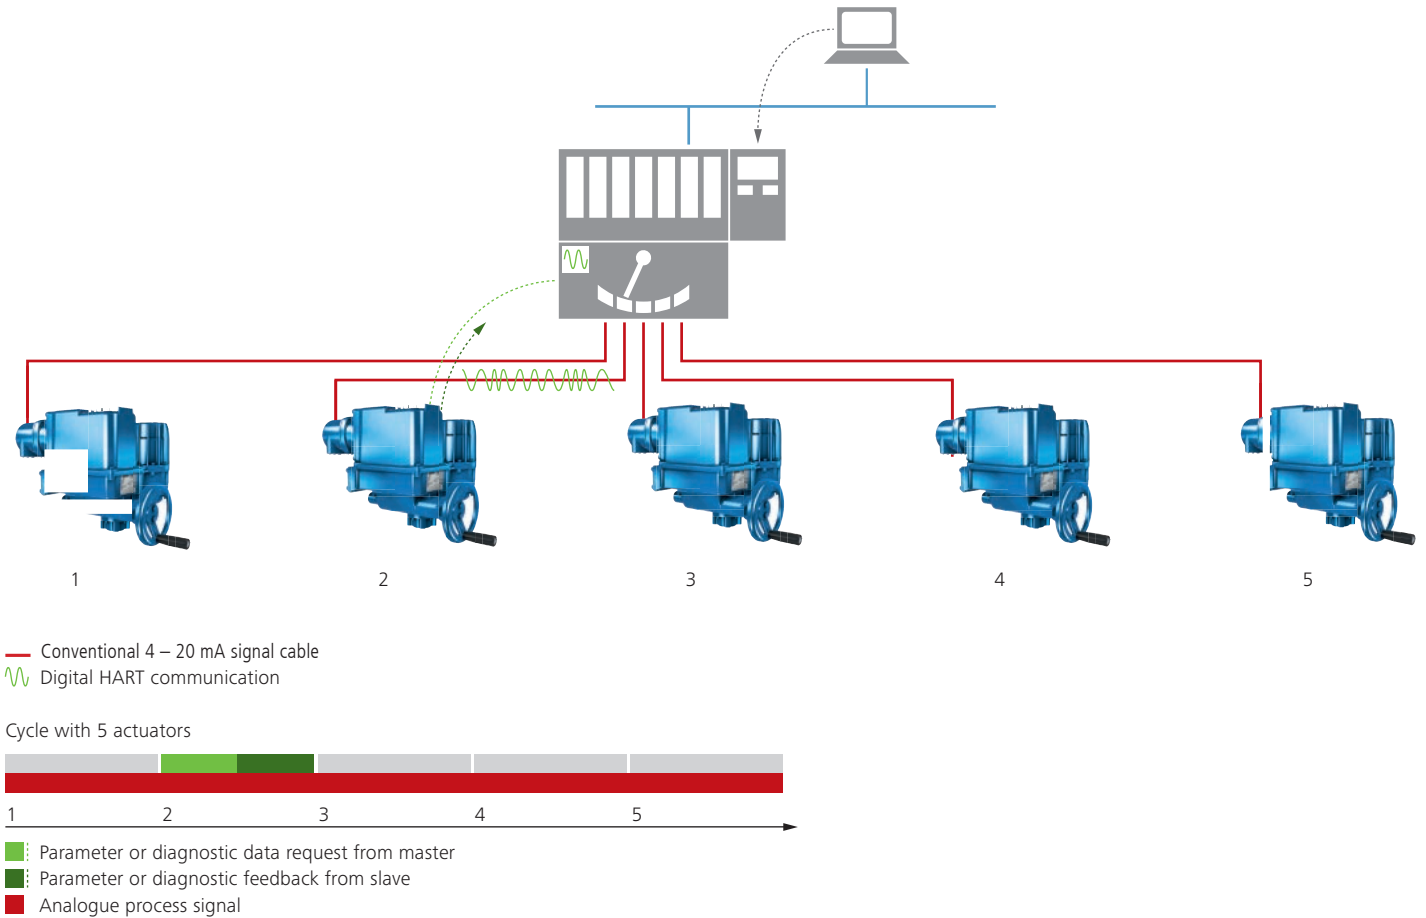 1 2 3 4 5
Conventional 4 – 20 mA signal cable
Digital HART communication
Cycle with 5 actuators
1 2 3 4 5
Parameter or diagnostic data request from master
Parameter or diagnostic feedback from slave
Analogue process signal